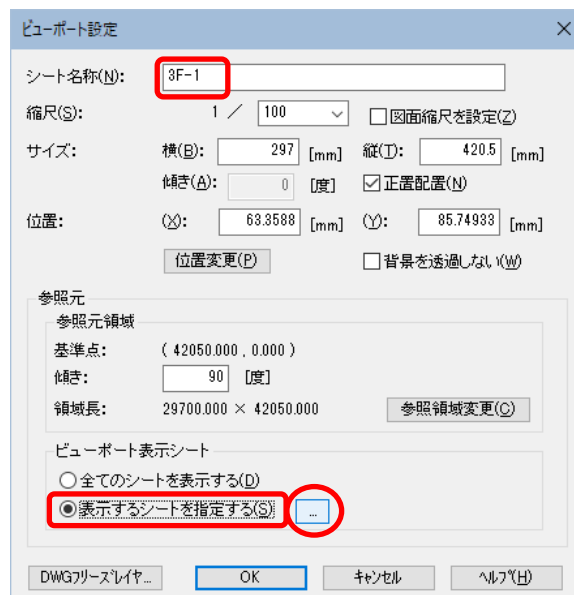 ビューポート設定
シート名称(N): 3F-1
縮尺(S): 1 ／ 100 図面縮尺を設定(Z)
サイズ: 横(B): 297 [mm] 縦(T): 420.5 [mm]
傾き(A): 0 [度] 正置配置(N)
位置: (X): 63.3588 [mm] (Y): 85.74933 [mm]
位置変更(P) 背景を透過しない(W)
参照元
参照元領域
基準点: ( 42050.000 , 0.000 )
傾き: 90 [度]
領域長: 29700.000 × 42050.000 参照領域変更(C)
ビューポート表示シート
全てのシートを表示する(D)
表示するシートを指定する(S) ...
DWGフリーズレイヤ... OK キャンセル ヘルプ(H)